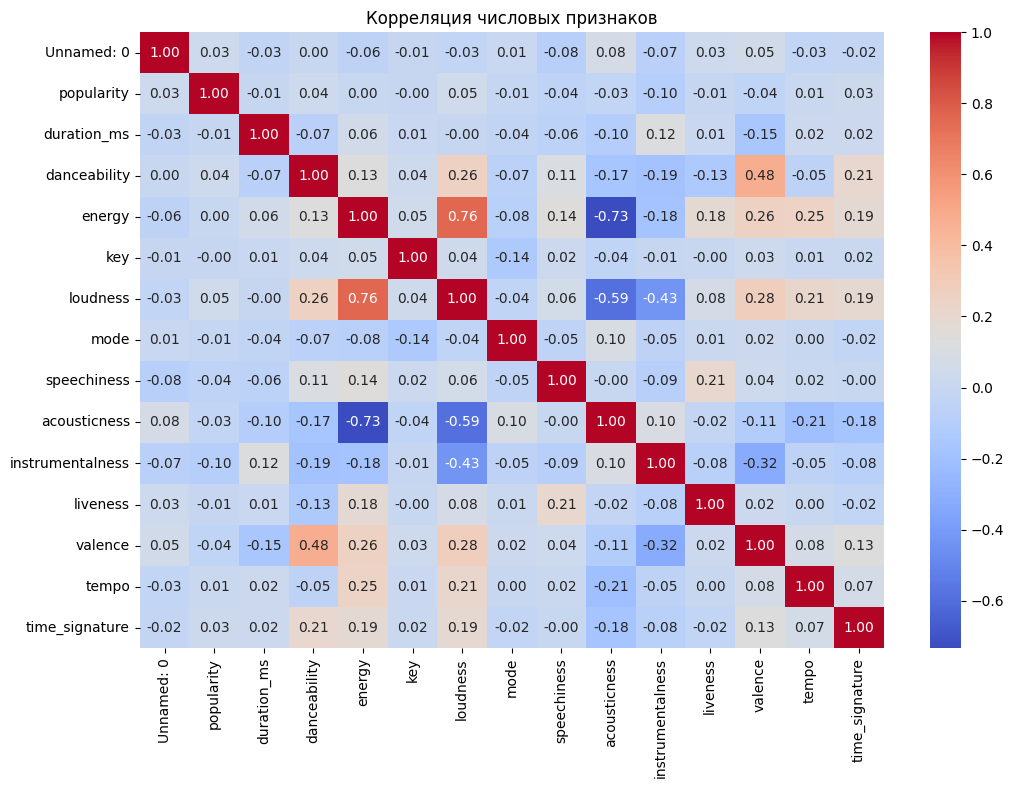 Корреляция числовых признаков
Unnamed: 0 1.00 0.03 -0.03 0.00 -0.06 -0.01 -0.03 0.01 -0.08 0.08 -0.07 0.03 0.05 -0.03 -0.02
popularity 0.03 1.00 -0.01 0.04 0.00 -0.00 0.05 -0.01 -0.04 -0.03 -0.10 -0.01 -0.04 0.01 0.03
duration_ms -0.03 -0.01 1.00 -0.07 0.06 0.01 -0.00 -0.04 -0.06 -0.10 0.12 0.01 -0.15 0.02 0.02
danceability 0.00 0.04 -0.07 1.00 0.13 0.04 0.26 -0.07 0.11 -0.17 -0.19 -0.13 0.48 -0.05 0.21
energy -0.06 0.00 0.06 0.13 1.00 0.05 0.76 -0.08 0.14 -0.73 -0.18 0.18 0.26 0.25 0.19
key -0.01 -0.00 0.01 0.04 0.05 1.00 0.04 -0.14 0.02 -0.04 -0.01 -0.00 0.03 0.01 0.02
loudness -0.03 0.05 -0.00 0.26 0.76 0.04 1.00 -0.04 0.06 -0.59 -0.43 0.08 0.28 0.21 0.19
mode 0.01 -0.01 -0.04 -0.07 -0.08 -0.14 -0.04 1.00 -0.05 0.10 -0.05 0.01 0.02 0.00 -0.02
speechiness -0.08 -0.04 -0.06 0.11 0.14 0.02 0.06 -0.05 1.00 -0.00 -0.09 0.21 0.04 0.02 -0.00
acousticness 0.08 -0.03 -0.10 -0.17 -0.73 -0.04 -0.59 0.10 -0.00 1.00 0.10 -0.02 -0.11 -0.21 -0.18
instrumentalness -0.07 -0.10 0.12 -0.19 -0.18 -0.01 -0.43 -0.05 -0.09 0.10 1.00 -0.08 -0.32 -0.05 -0.08
liveness 0.03 -0.01 0.01 -0.13 0.18 -0.00 0.08 0.01 0.21 -0.02 -0.08 1.00 0.02 0.00 -0.02
valence 0.05 -0.04 -0.15 0.48 0.26 0.03 0.28 0.02 0.04 -0.11 -0.32 0.02 1.00 0.08 0.13
tempo -0.03 0.01 0.02 -0.05 0.25 0.01 0.21 0.00 0.02 -0.21 -0.05 0.00 0.08 1.00 0.07
time_signature -0.02 0.03 0.02 0.21 0.19 0.02 0.19 -0.02 -0.00 -0.18 -0.08 -0.02 0.13 0.07 1.00
Unnamed: 0
popularity
duration_ms
danceability
energy
key
loudness
mode
speechiness
acousticness
instrumentalness
liveness
valence
tempo
time_signature
1.0
0.8
0.6
0.4
0.2
0.0
-0.2
-0.4
-0.6